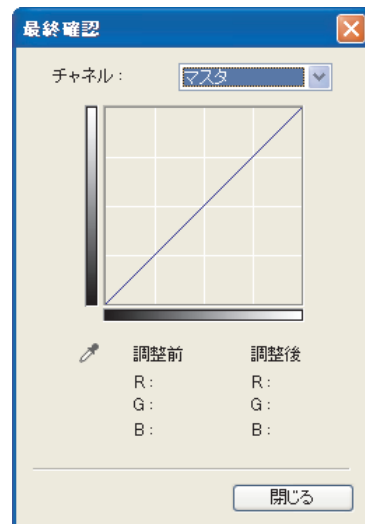 最終確認
チャネル： マスタ
調整前 調整後
R： R：
G： G：
B： B：
閉じる